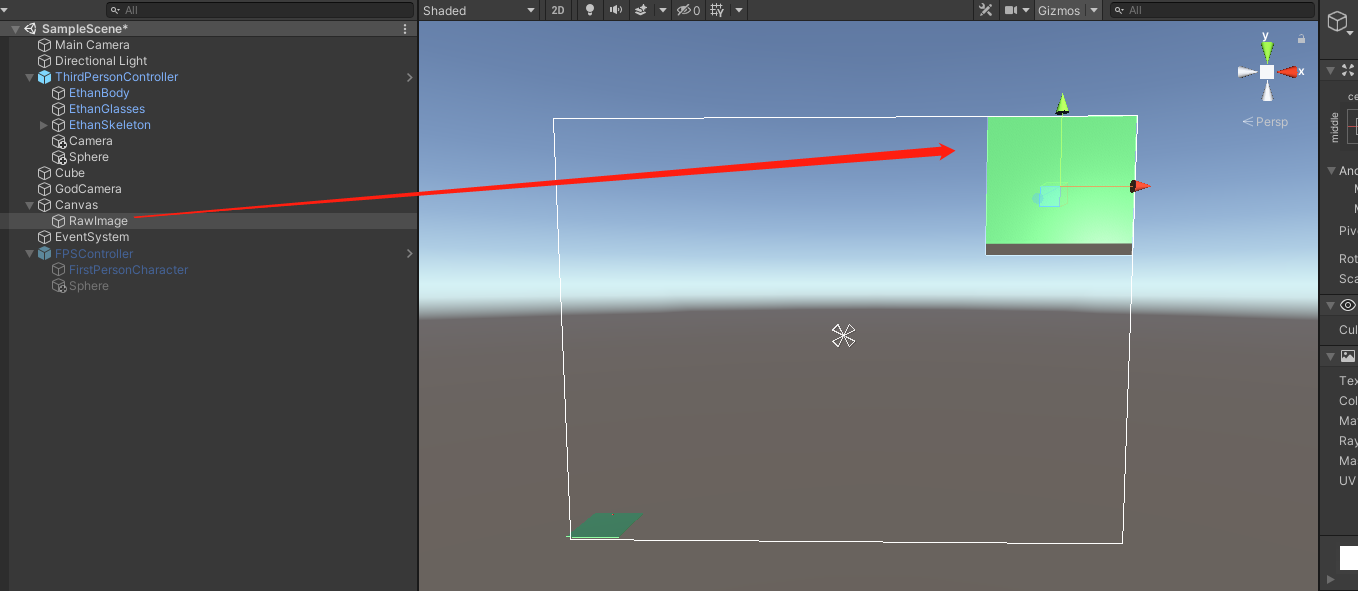 All
Shaded
2D
0
Gizmos
All
SampleScene*
Main Camera
Directional Light
ThirdPersonController
EthanBody
EthanGlasses
EthanSkeleton
Camera
Sphere
Cube
GodCamera
Canvas
RawImage
EventSystem
FPSController
FirstPersonCharacter
Sphere
y
x
Persp
ce
middle
Anc
M
M
Piv
Rot
Sca
Cul
Tex
Col
Ma
Ray
Ma
UV